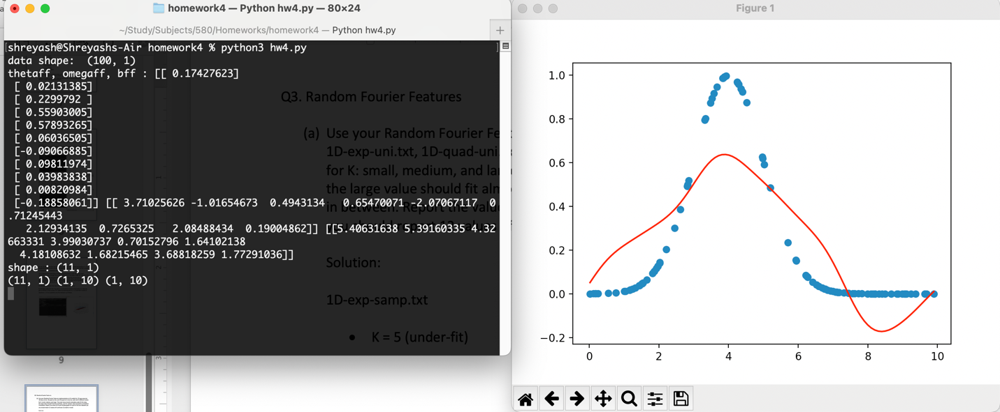 homework4 — Python hw4.py — 80×24
~/Study/Subjects/580/Homeworks/homework4 — Python hw4.py
[shreyash@Shreyashs-Air homework4 % python3 hw4.py ]
data shape:  (100, 1)
thetaff, omegaff, bff : [[ 0.17427623]
[ 0.02131385]
[ 0.2299792 ]
[ 0.55903005]
[ 0.57893265]
[ 0.06036505]
[-0.09066885]
[ 0.09811974]
[ 0.03983838]
[ 0.00820984]
[-0.18858061]] [[ 3.71025626 -1.01654673  0.4943134   0.65470071 -2.07067117  0
.71245443
2.12934135  0.7265325   2.08488434  0.19004862]] [[5.40631638 5.39160335 4.32
663331 3.99030737 0.70152796 1.64102138
4.18108632 1.68215465 3.68818259 1.77291036]]
shape : (11, 1)
(11, 1) (1, 10) (1, 10)
Q3. Random Fourier Features
(a) Use your Random Fourier Fe
1D-exp-uni.txt, 1D-quad-uni.
for K: small, medium, and la
the large value should fit alm
in between. Report the valu
Solution:
1D-exp-samp.txt
• K = 5 (under-fit)
9
1
2
3
Figure 1
1.0
0.8
0.6
0.4
0.2
0.0
−0.2
0 2 4 6 8 10